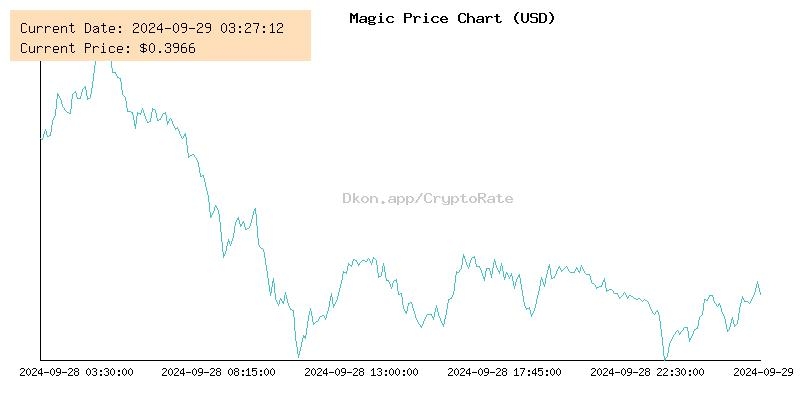 Magic Price Chart (USD)
Current Date: 2024-09-29 03:27:12
Current Price: $0.3966
Dkon.app/CryptoRate
2024-09-28 03:30:00
2024-09-28 08:15:00
2024-09-28 13:00:00
2024-09-28 17:45:00
2024-09-28 22:30:00
2024-09-29